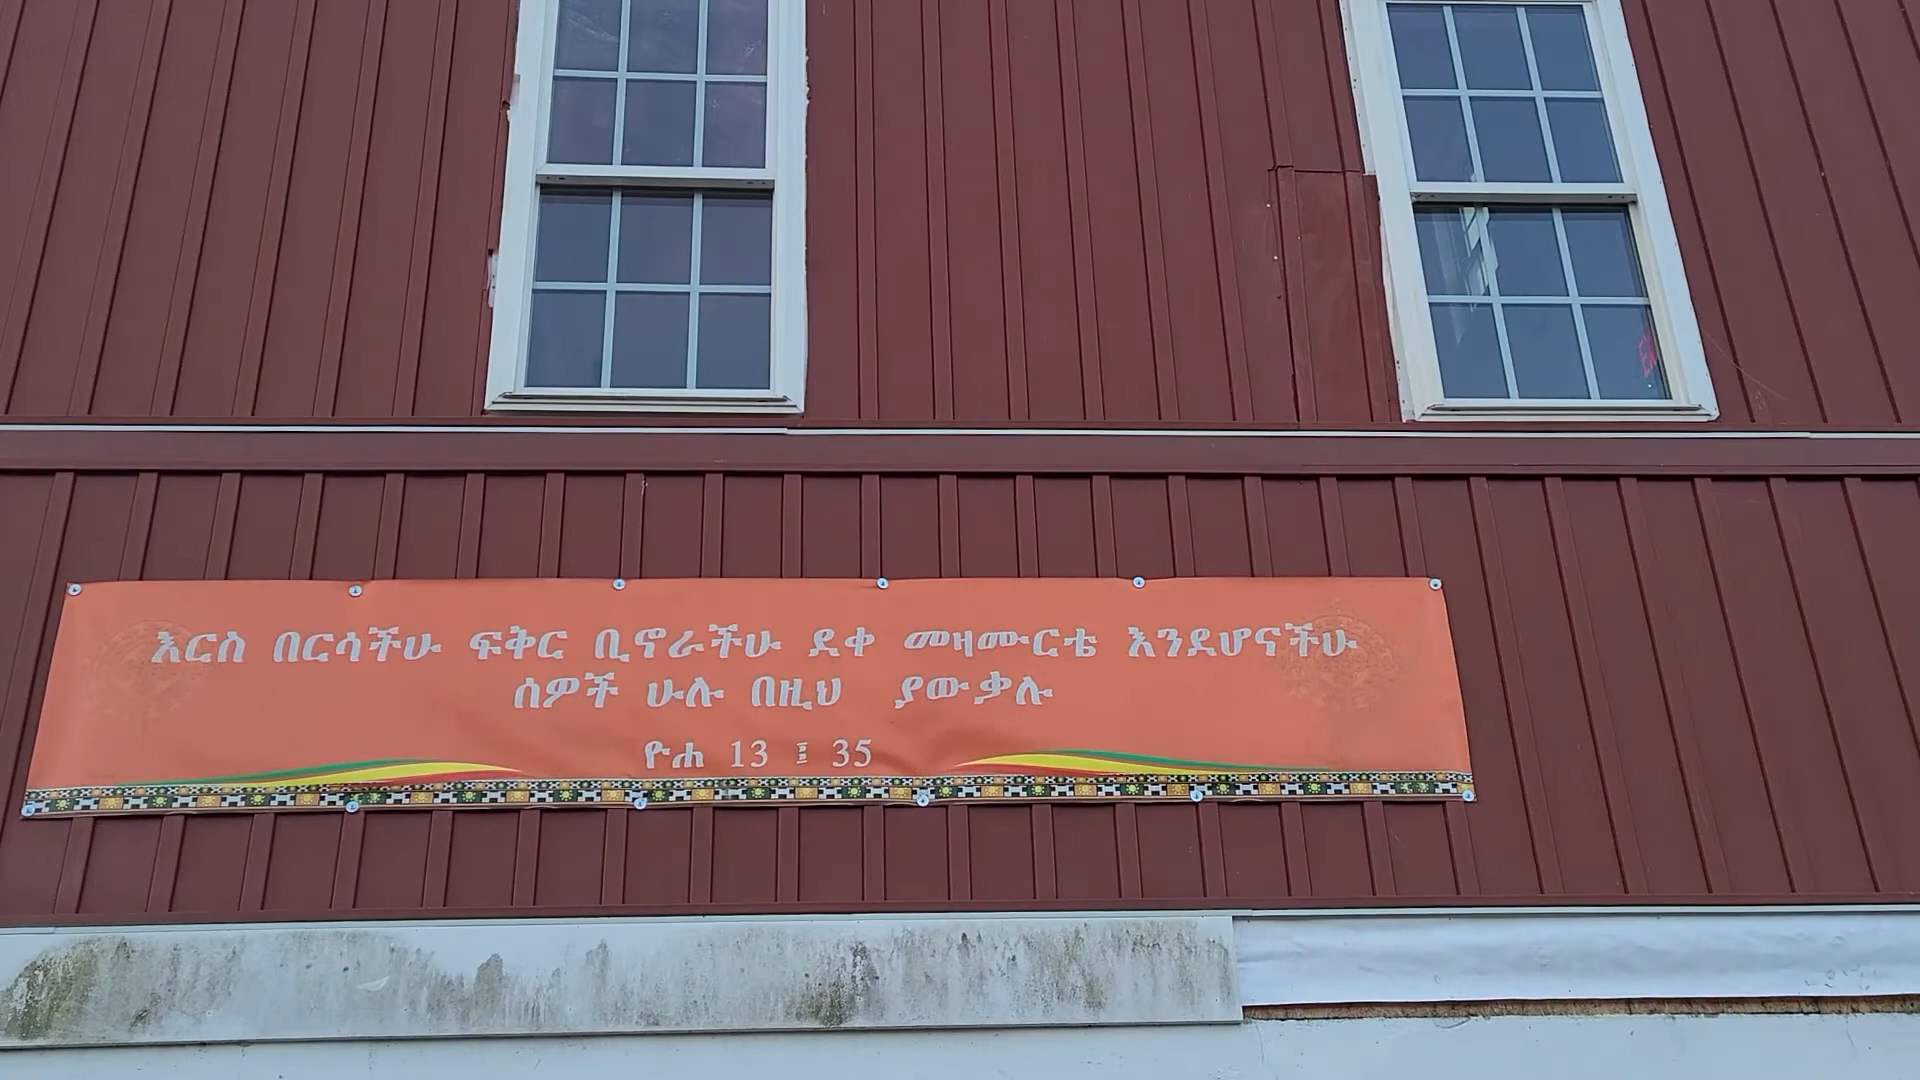 እርስ በርሳችሁ ፍቅር ቢኖራችሁ ደቀ መዛሙርቴ እንደሆናችሁ
ሰዎች ሁሉ በዚህ ያውቃሉ
ዮሐ 13 ፤ 35